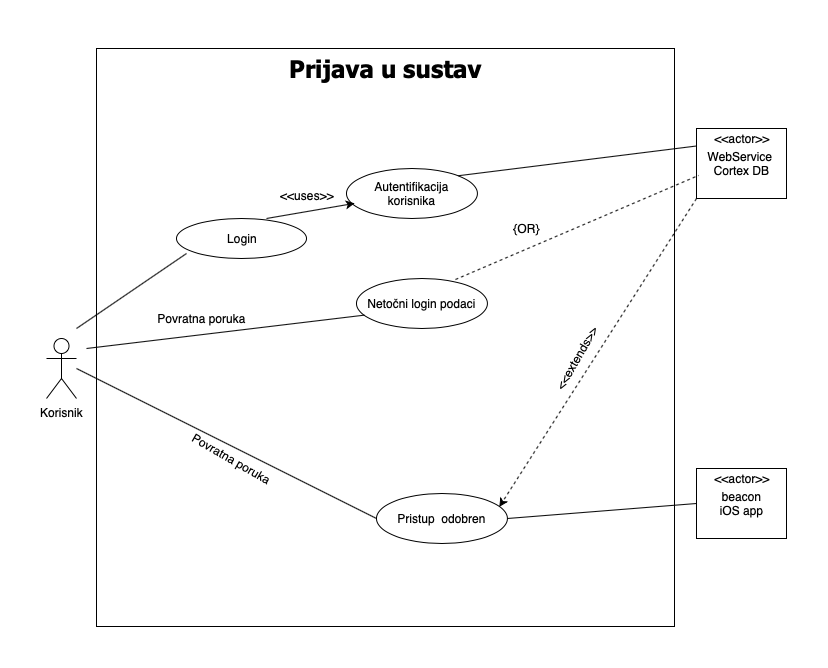 Prijava u sustav
<<actor>>
WebService
Cortex DB
Autentifikacija
korisnika
<<uses>>
Login
{OR}
Netočni login podaci
Povratna poruka
<<extends>>
Korisnik
Povratna poruka
<<actor>>
beacon
iOS app
Pristup odobren